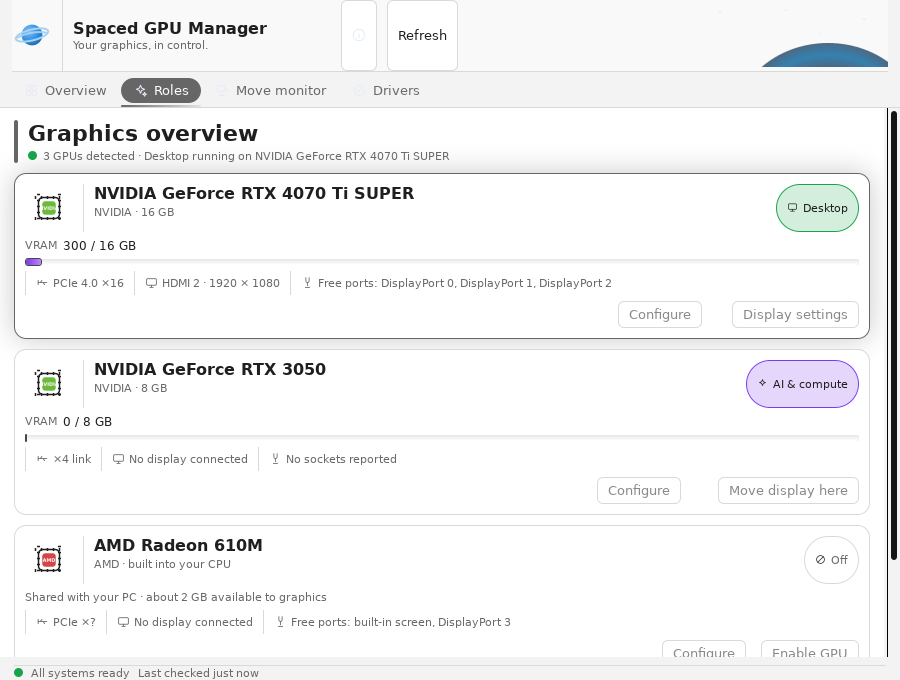 Spaced GPU Manager
Your graphics, in control.
Refresh
Overview
Roles
Move monitor
Drivers
Graphics overview
3 GPUs detected · Desktop running on NVIDIA GeForce RTX 4070 Ti SUPER
NVIDIA GeForce RTX 4070 Ti SUPER
NVIDIA · 16 GB
Desktop
VRAM 300 / 16 GB
PCIe 4.0 ×16
HDMI 2 · 1920 × 1080
Free ports: DisplayPort 0, DisplayPort 1, DisplayPort 2
Configure
Display settings
NVIDIA GeForce RTX 3050
NVIDIA · 8 GB
AI & compute
VRAM 0 / 8 GB
×4 link
No display connected
No sockets reported
Configure
Move display here
AMD
AMD Radeon 610M
AMD · built into your CPU
Off
Shared with your PC · about 2 GB available to graphics
PCIe ×?
No display connected
Free ports: built-in screen, DisplayPort 3
Configure
Enable GPU
All systems ready
Last checked just now